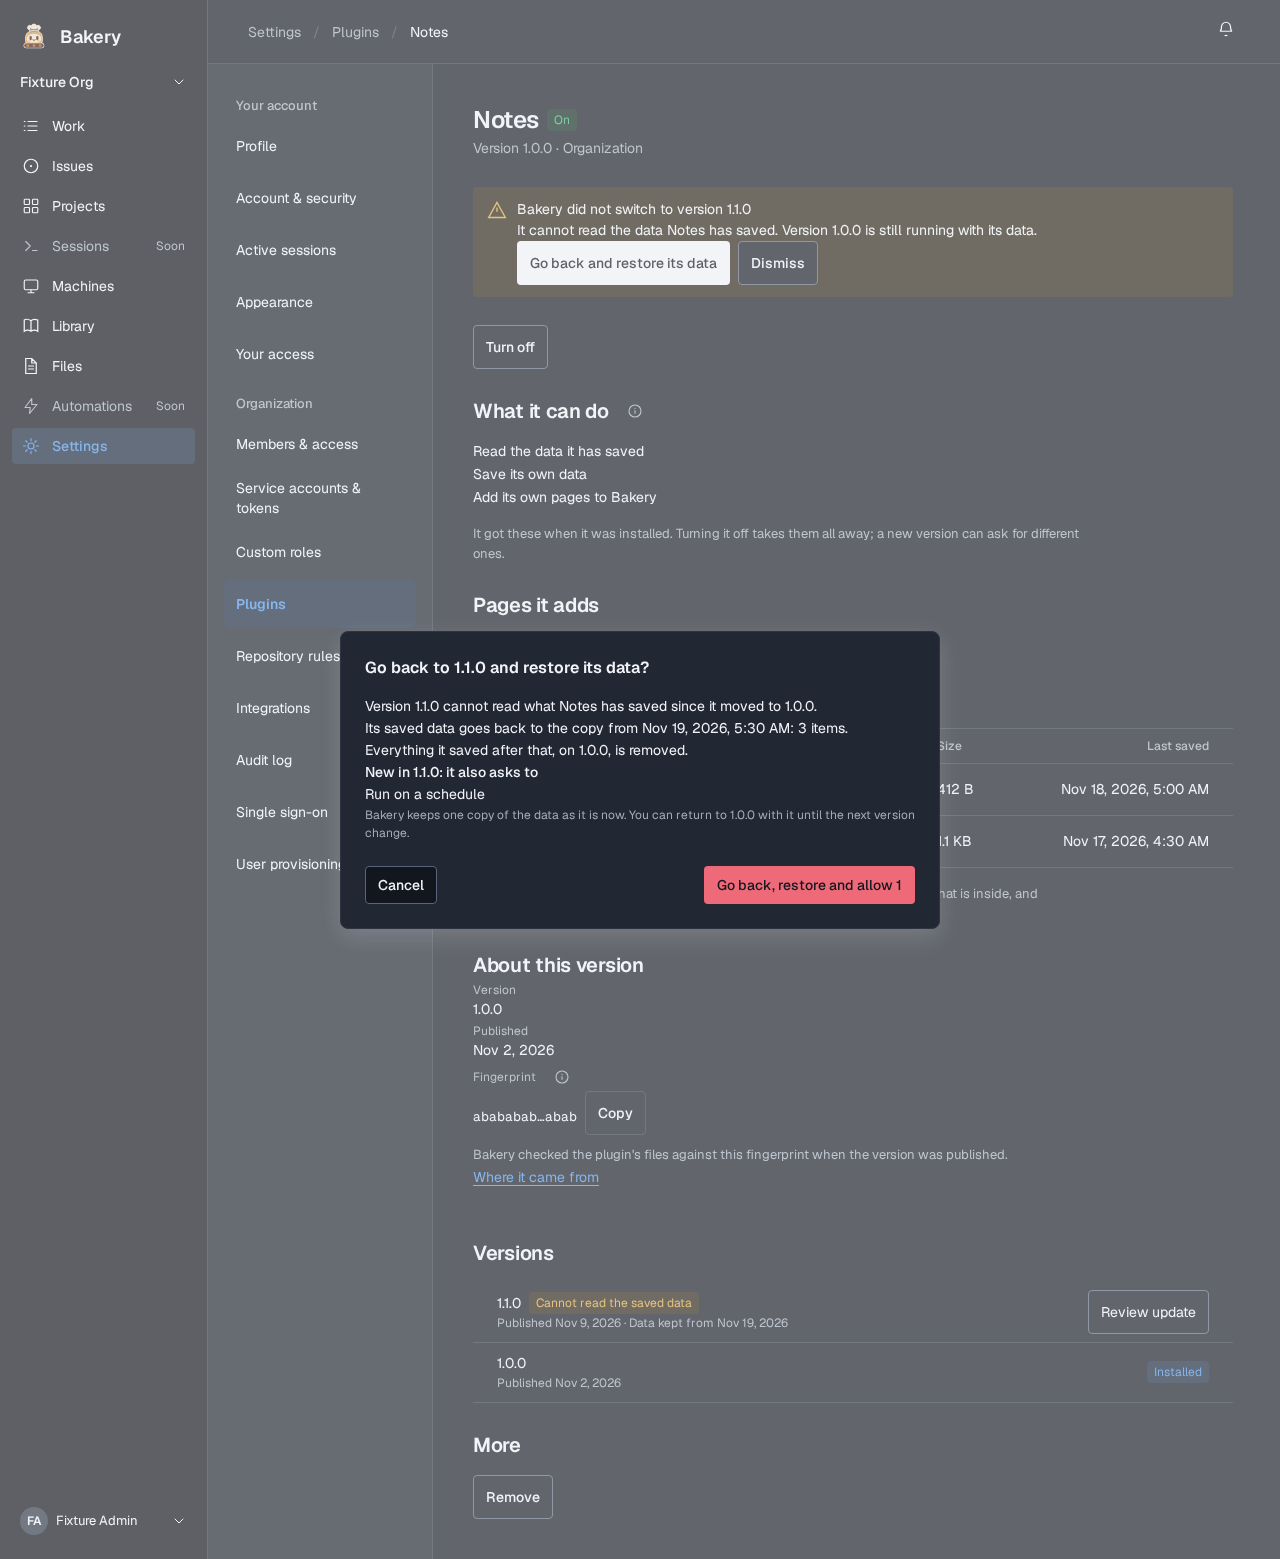 Bakery
Fixture Org
Work
Issues
Projects
Sessions Soon
Machines
Library
Files
Automations Soon
Settings
FA Fixture Admin
Settings / Plugins / Notes
Your account
Profile
Account & security
Active sessions
Appearance
Your access
Organization
Members & access
Service accounts &
tokens
Custom roles
Plugins
Repository rules
Integrations
Audit log
Single sign-on
User provisioning
Notes On
Version 1.0.0 · Organization
Bakery did not switch to version 1.1.0
It cannot read the data Notes has saved. Version 1.0.0 is still running with its data.
Go back and restore its data Dismiss
Turn off
What it can do
Read the data it has saved
Save its own data
Add its own pages to Bakery
It got these when it was installed. Turning it off takes them all away; a new version can ask for different
ones.
Pages it adds
Size Last saved
412 B Nov 18, 2026, 5:00 AM
1.1 KB Nov 17, 2026, 4:30 AM
hat is inside, and
Go back to 1.1.0 and restore its data?
Version 1.1.0 cannot read what Notes has saved since it moved to 1.0.0.
Its saved data goes back to the copy from Nov 19, 2026, 5:30 AM: 3 items.
Everything it saved after that, on 1.0.0, is removed.
New in 1.1.0: it also asks to
Run on a schedule
Bakery keeps one copy of the data as it is now. You can return to 1.0.0 with it until the next version
change.
Cancel Go back, restore and allow 1
About this version
Version
1.0.0
Published
Nov 2, 2026
Fingerprint
abababab…abab Copy
Bakery checked the plugin's files against this fingerprint when the version was published.
Where it came from
Versions
1.1.0 Cannot read the saved data
Published Nov 9, 2026 · Data kept from Nov 19, 2026
Review update
1.0.0
Published Nov 2, 2026
Installed
More
Remove